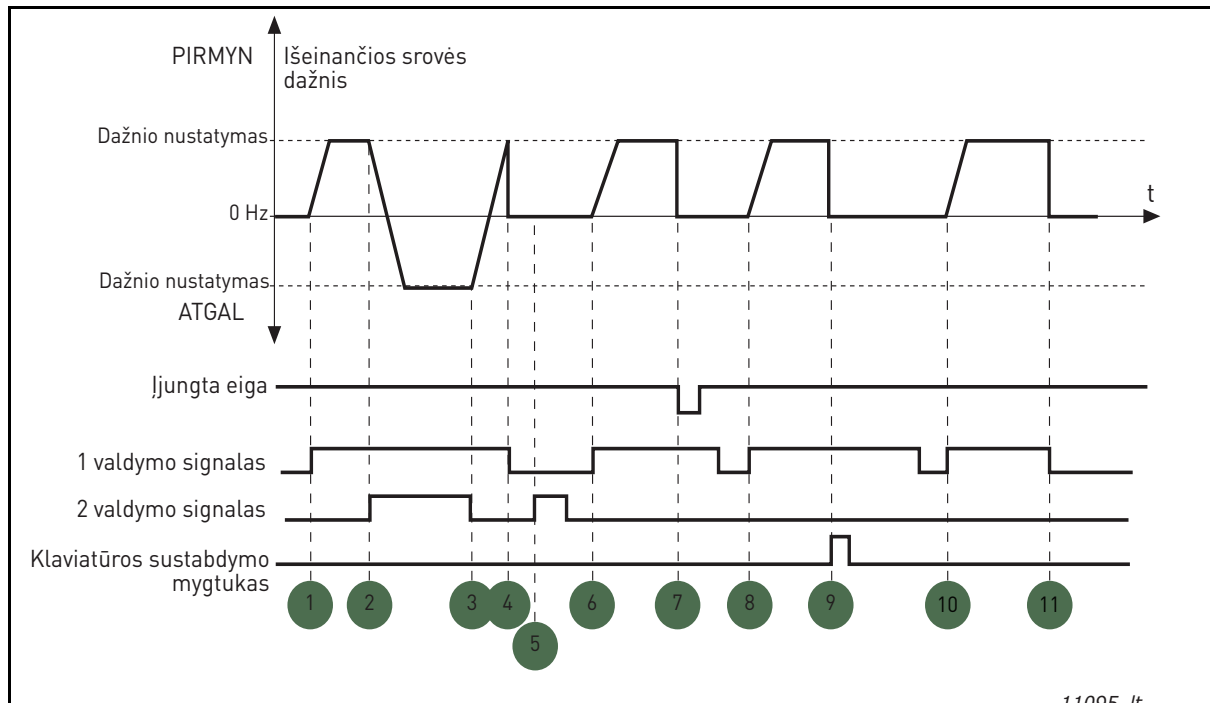 PIRMYN
Išeinančios srovės
dažnis
Dažnio nustatymas
0 Hz
t
Dažnio nustatymas
ATGAL
Įjungta eiga
1 valdymo signalas
2 valdymo signalas
Klaviatūros sustabdymo
mygtukas
1 2 3 4 6 7 8 9 10 11
5